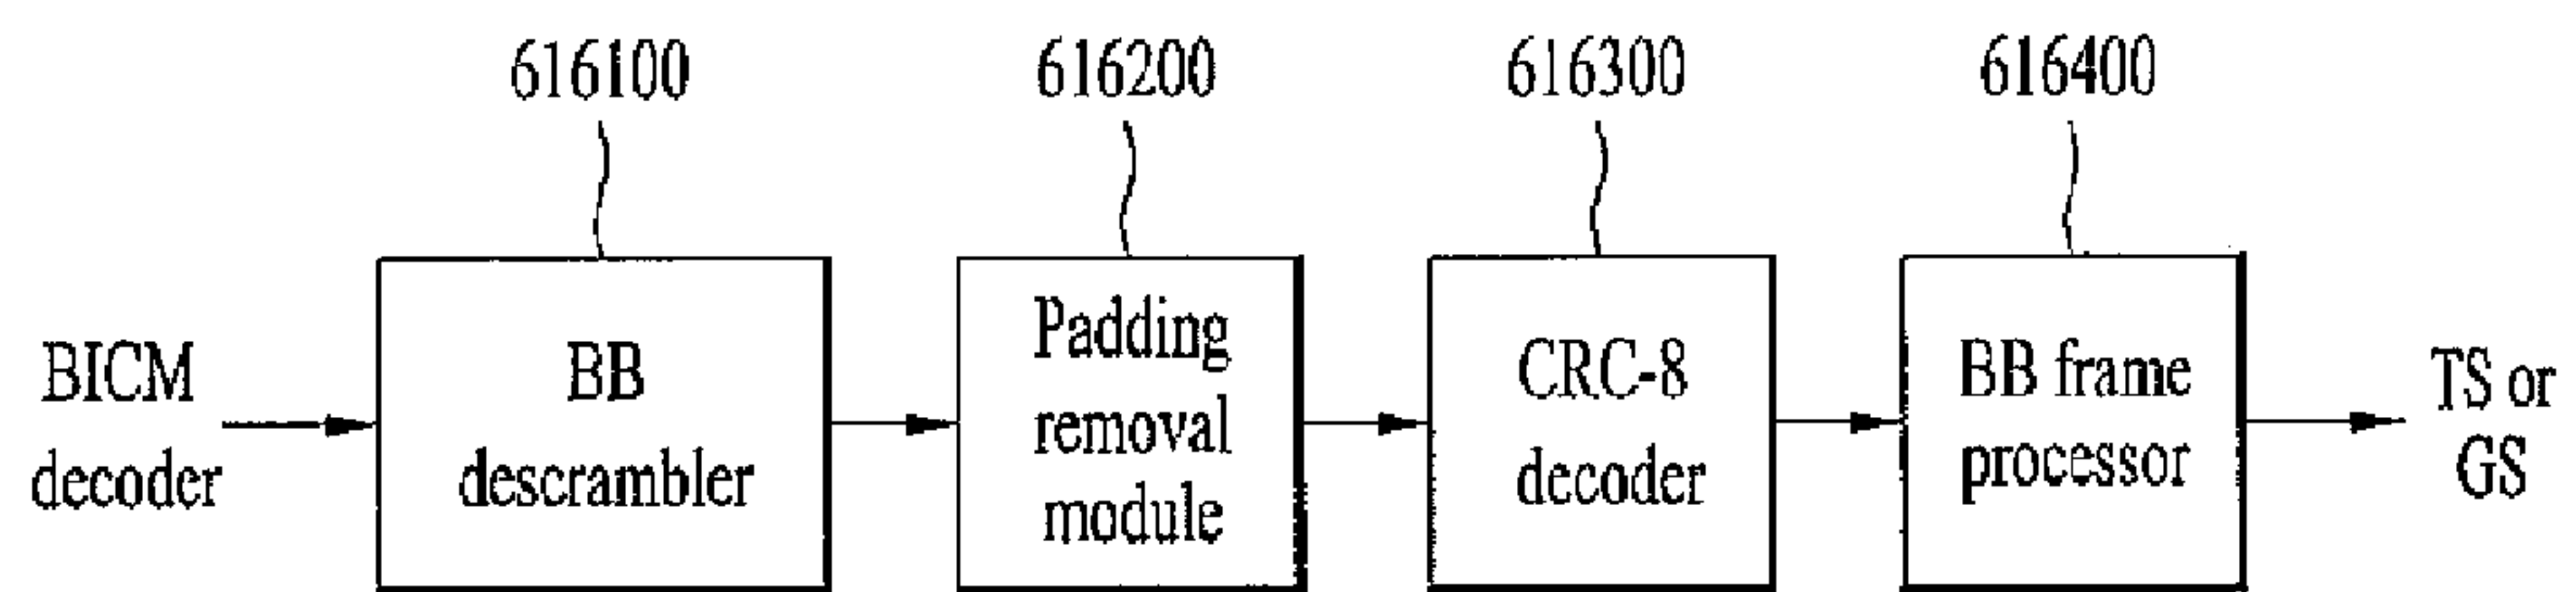 616100
616200
616300
616400
BICM
decoder
BB
descrambler
Padding
removal
module
CRC-8
decoder
BB frame
processor
TS or
GS